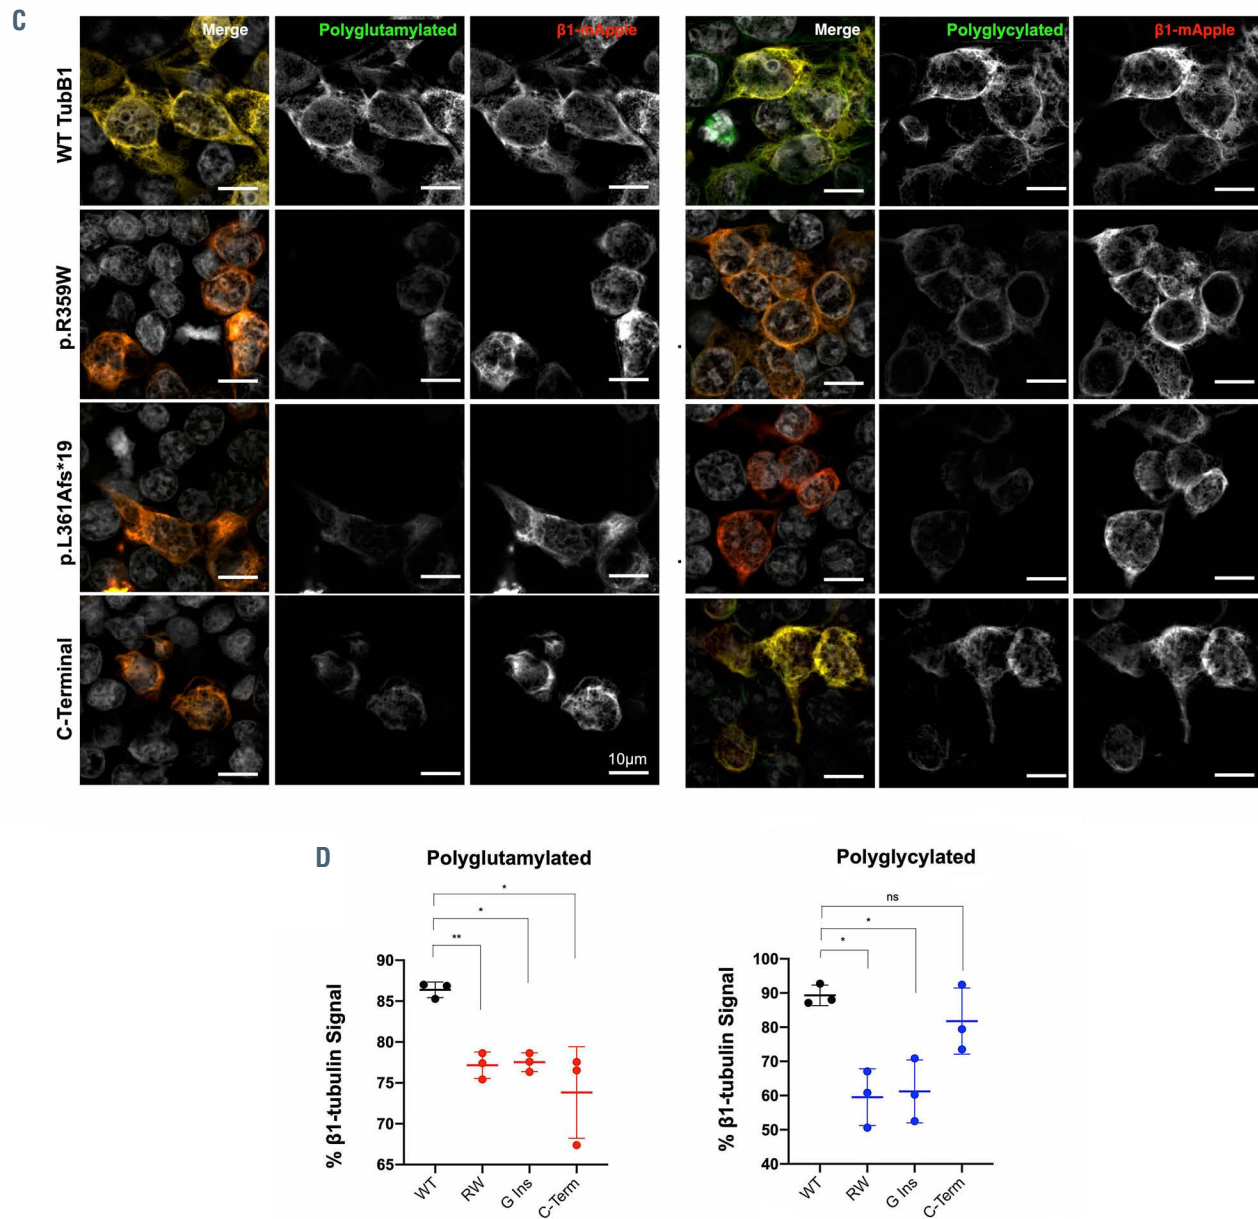 C
Merge Polyglutamylated β1-mApple Merge Polyglycylated β1-mApple
WT TubB1
p.R359W
p.L361Afs*19
C-Terminal
10μm
D
Polyglutamylated
*
*
**
% β1-tubulin Signal
90
85
80
75
70
65
WT RW G Ins C-Term
Polyglycylated
ns
*
*
% β1-tubulin Signal
100
90
80
70
60
50
40
WT RW G Ins C-Term